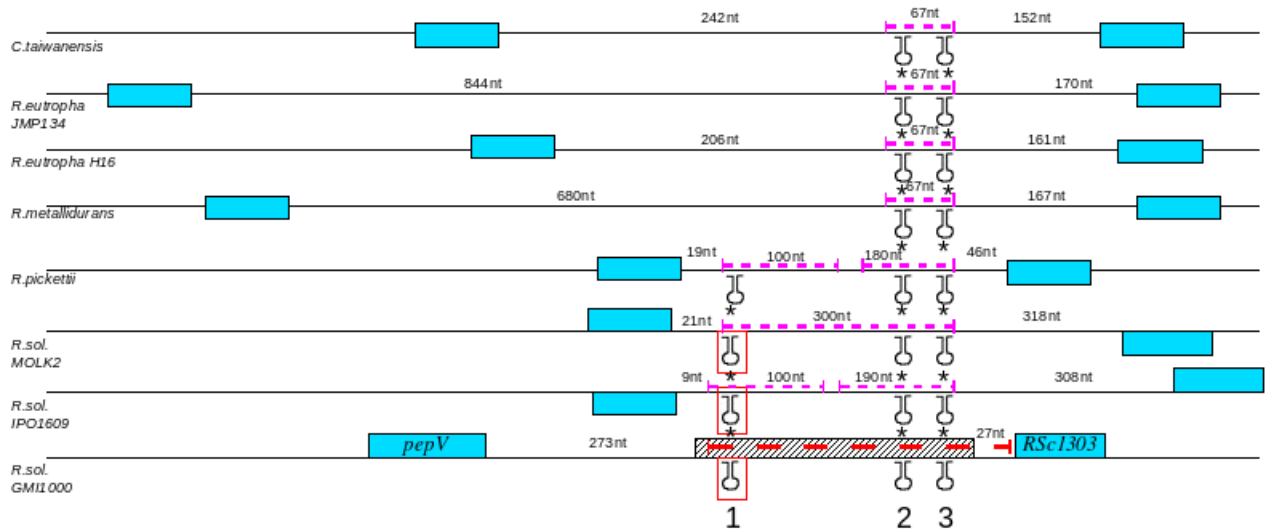 242nt 67nt 152nt
C.taiwanensis
* *
844nt 67nt 170nt
R.eutropha
JMP134
* *
206nt 67nt 161nt
R.eutropha H16
* *
680nt 67nt 167nt
R.metallidurans
* *
19nt 100nt 180nt 46nt
R.pickettii
* * *
21nt 300nt 318nt
R.sol.
MOLK2
* * *
9nt 100nt 190nt 308nt
R.sol.
IPO1609
* * *
pepV 273nt 27nt RSc1303
R.sol.
GMI1000
1 2 3